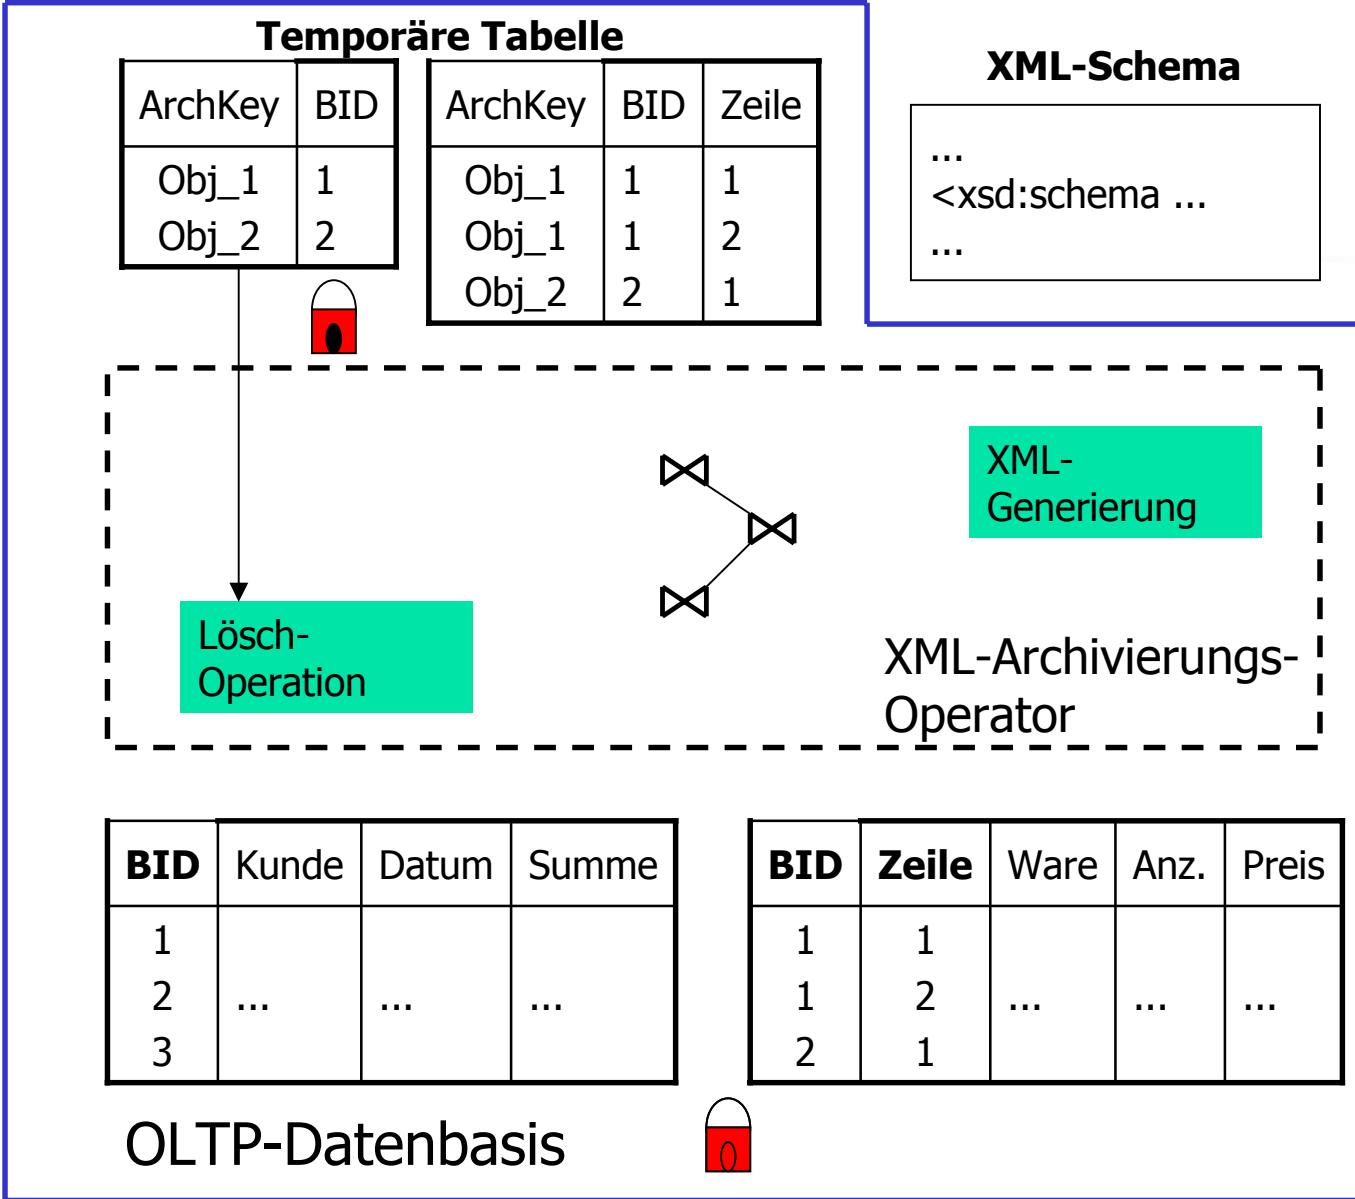 Temporäre Tabelle
ArchKey BID
Obj_1 1
Obj_2 2
ArchKey BID Zeile
Obj_1 1 1
Obj_1 1 2
Obj_2 2 1
XML-Schema
...
<xsd:schema ...
...
XML-
Generierung
Lösch-
Operation
XML-Archivierungs-
Operator
BID Kunde Datum Summe
1
2 ... ... ...
3
BID Zeile Ware Anz. Preis
1 1
1 2 ... ... ...
2 1
OLTP-Datenbasis